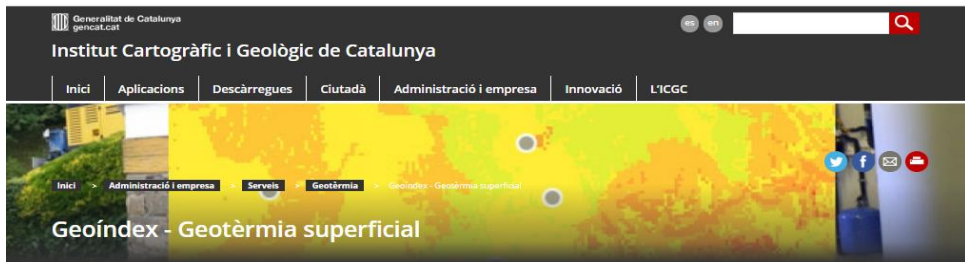 Generalitat de Catalunya
gencat.cat
es en
Institut Cartogràfic i Geològic de Catalunya
Inici Aplicacions Descàrregues Ciutadà Administració i empresa Innovació L'ICGC
Inici > Administració i empresa > Serveis > Geotèrmia > Geoíndex - Geotèrmia superficial
Geoíndex - Geotèrmia superficial